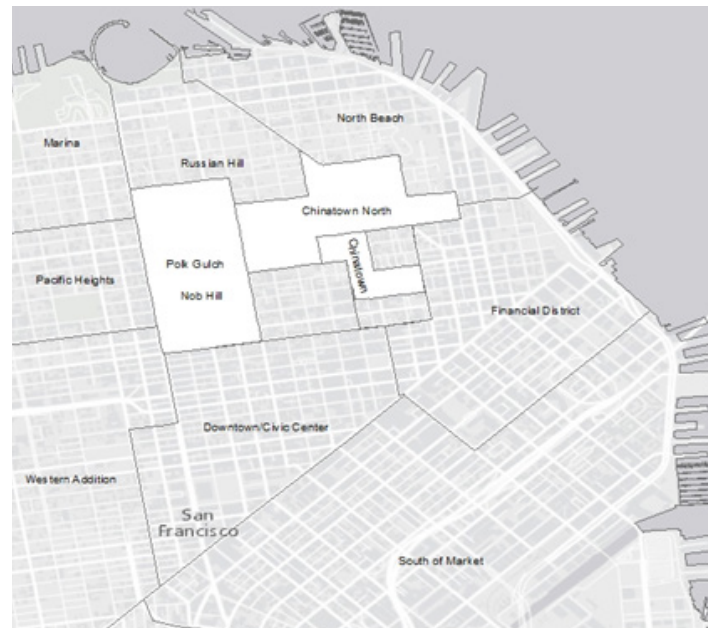 North Beach
Marina
Russian Hill
Chinatown North
Chinatown
Polk Gulch
Pacific Heights
Nob Hill
Financial District
Downtown/Civic Center
Western Addition
San
Francisco
South of Market